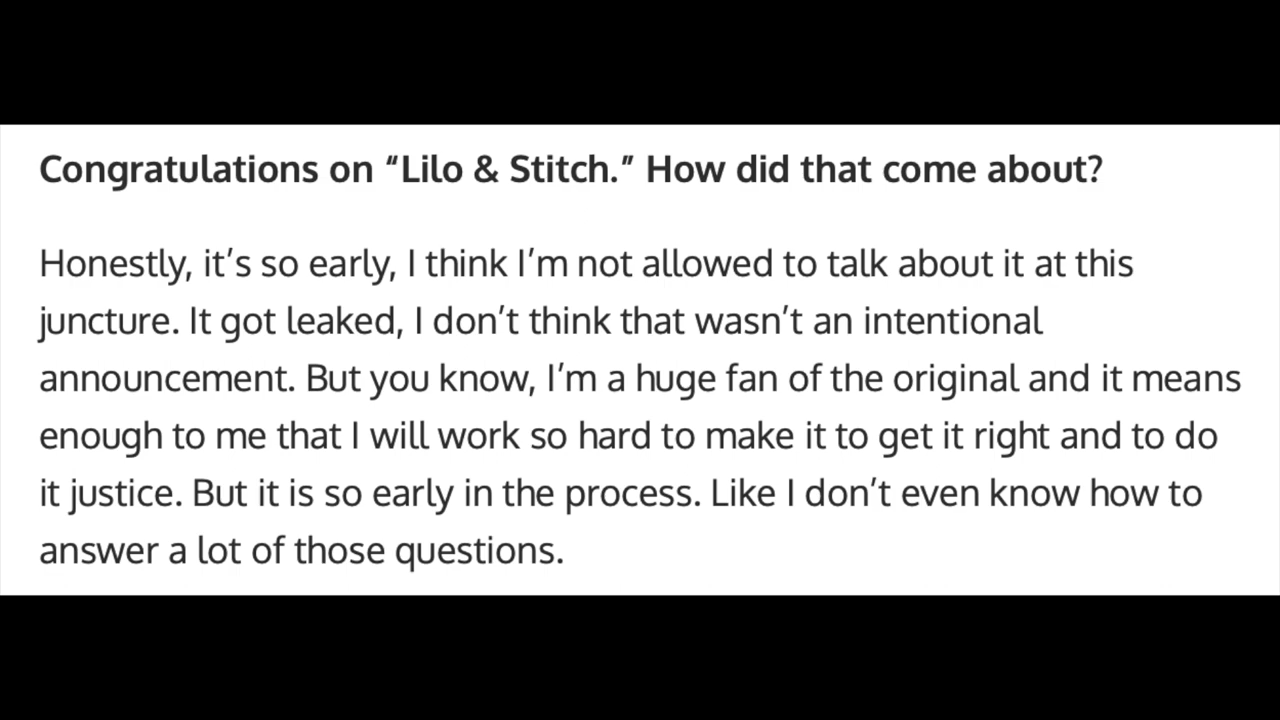 Congratulations on “Lilo & Stitch.” How did that come about?
Honestly, it’s so early, I think I’m not allowed to talk about it at this
juncture. It got leaked, I don’t think that wasn’t an intentional
announcement. But you know, I’m a huge fan of the original and it means
enough to me that I will work so hard to make it to get it right and to do
it justice. But it is so early in the process. Like I don’t even know how to
answer a lot of those questions.